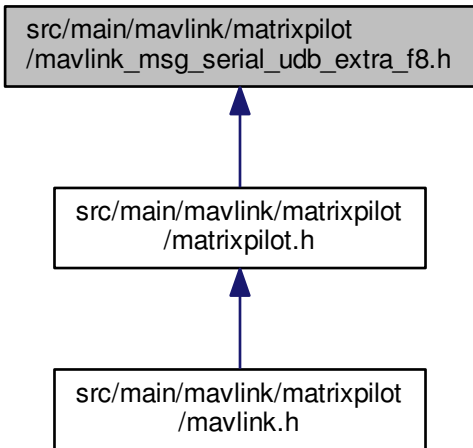 src/main/mavlink/matrixpilot
/mavlink_msg_serial_udb_extra_f8.h
src/main/mavlink/matrixpilot
/matrixpilot.h
src/main/mavlink/matrixpilot
/mavlink.h